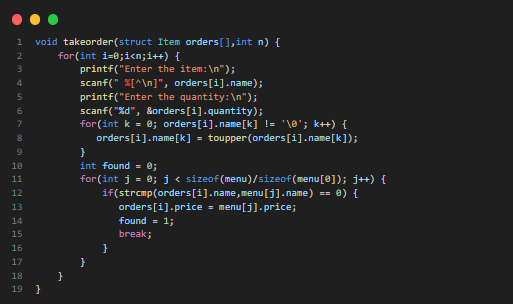 1 void takeorder(struct Item orders[],int n) {
2     for(int i=0;i<n;i++) {
3         printf("Enter the item:\n");
4         scanf(" %[^\n]", orders[i].name);
5         printf("Enter the quantity:\n");
6         scanf("%d", &orders[i].quantity);
7         for(int k = 0; orders[i].name[k] != '\0'; k++) {
8             orders[i].name[k] = toupper(orders[i].name[k]);
9         }
10         int found = 0;
11         for(int j = 0; j < sizeof(menu)/sizeof(menu[0]); j++) {
12             if(strcmp(orders[i].name,menu[j].name) == 0) {
13                 orders[i].price = menu[j].price;
14                 found = 1;
15                 break;
16             }
17         }
18     }
19 }